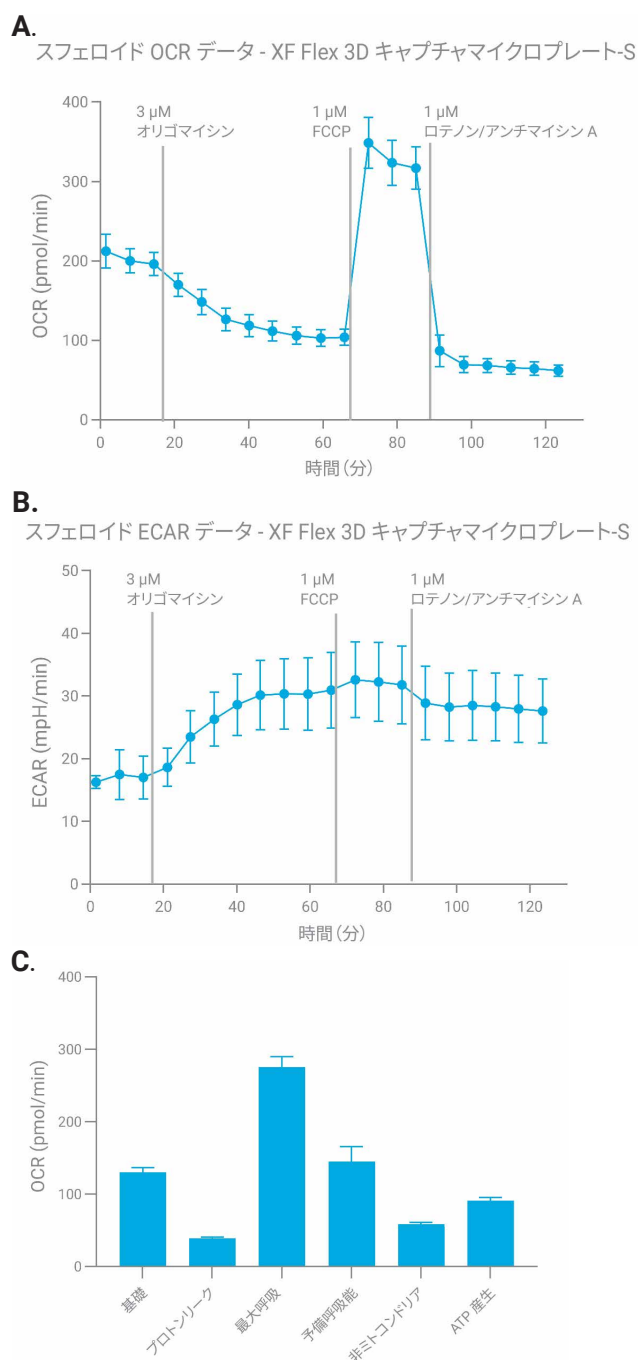 A.
スフェロイド OCR データ - XF Flex 3D キャプチャマイクロプレート-S
3 µM
オリゴマイシン
1 µM
FCCP
1 µM
ロテノン/アンチマイシン A
OCR (pmol/min)
400
300
200
100
0
0 20 40 60 80 100 120
時間（分）
B.
スフェロイド ECAR データ - XF Flex 3D キャプチャマイクロプレート-S
3 µM
オリゴマイシン
1 µM
FCCP
1 µM
ロテノン/アンチマイシン A
ECAR (mpH/min)
50
40
30
20
10
0
0 20 40 60 80 100 120
時間（分）
C.
OCR (pmol/min)
400
300
200
100
0
基礎
プロトンリーク
最大呼吸
予備呼吸能
非ミトコンドリア
ATP 産生